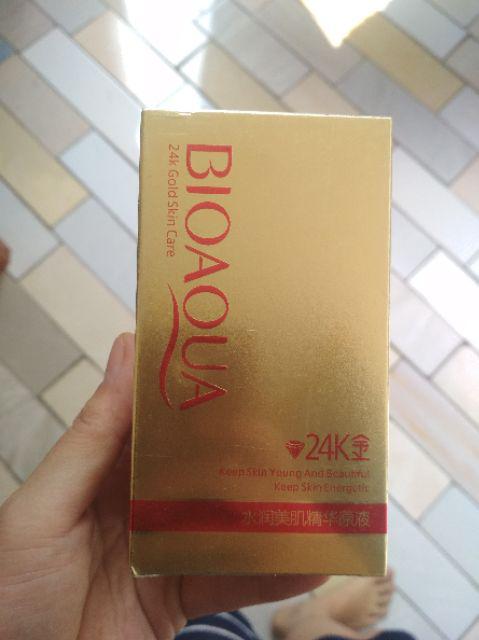 BIOAQUA
24k Gold Skin Care
24K金
Keep Skin Young And Beautiful
Keep Skin Energetic
水润美肌精华原液